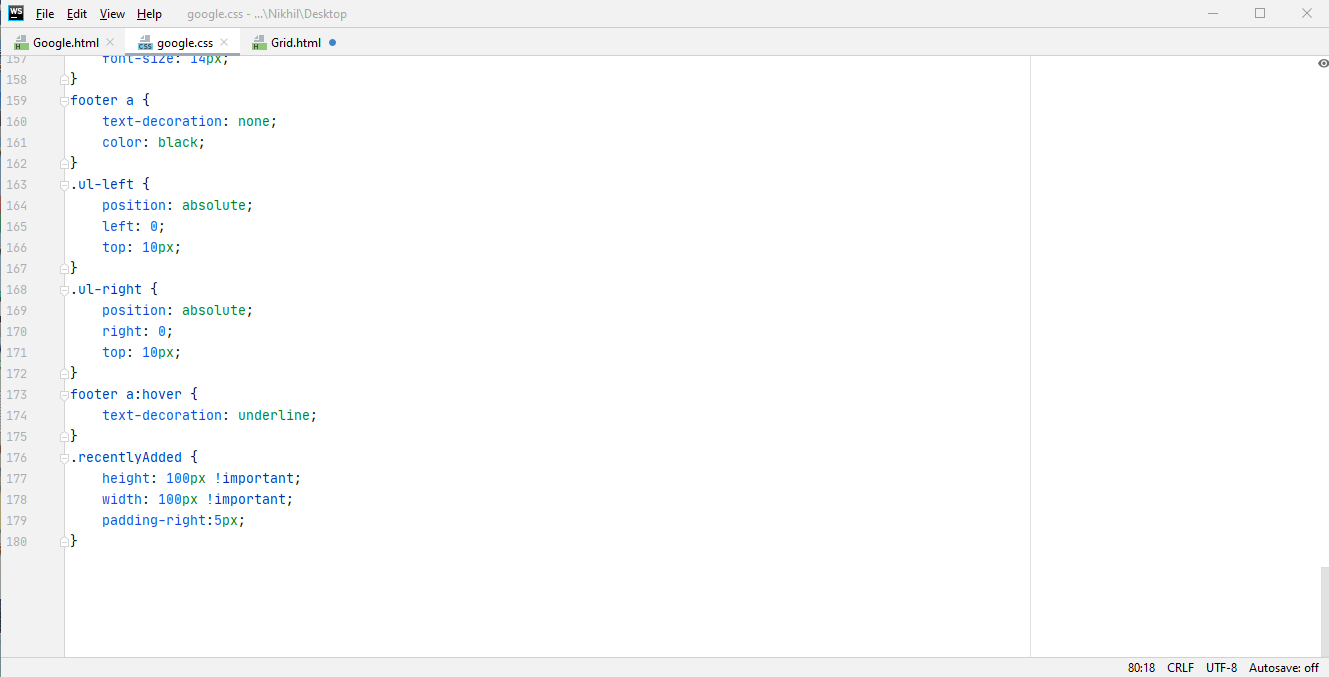 WS File Edit View Help google.css - ...\Nikhil\Desktop
H Google.html CSS google.css H Grid.html
157 font-size: 14px;
158 }
159 footer a {
160 text-decoration: none;
161 color: black;
162 }
163 .ul-left {
164 position: absolute;
165 left: 0;
166 top: 10px;
167 }
168 .ul-right {
169 position: absolute;
170 right: 0;
171 top: 10px;
172 }
173 footer a:hover {
174 text-decoration: underline;
175 }
176 .recentlyAdded {
177 height: 100px !important;
178 width: 100px !important;
179 padding-right:5px;
180 }
80:18 CRLF UTF-8 Autosave: off